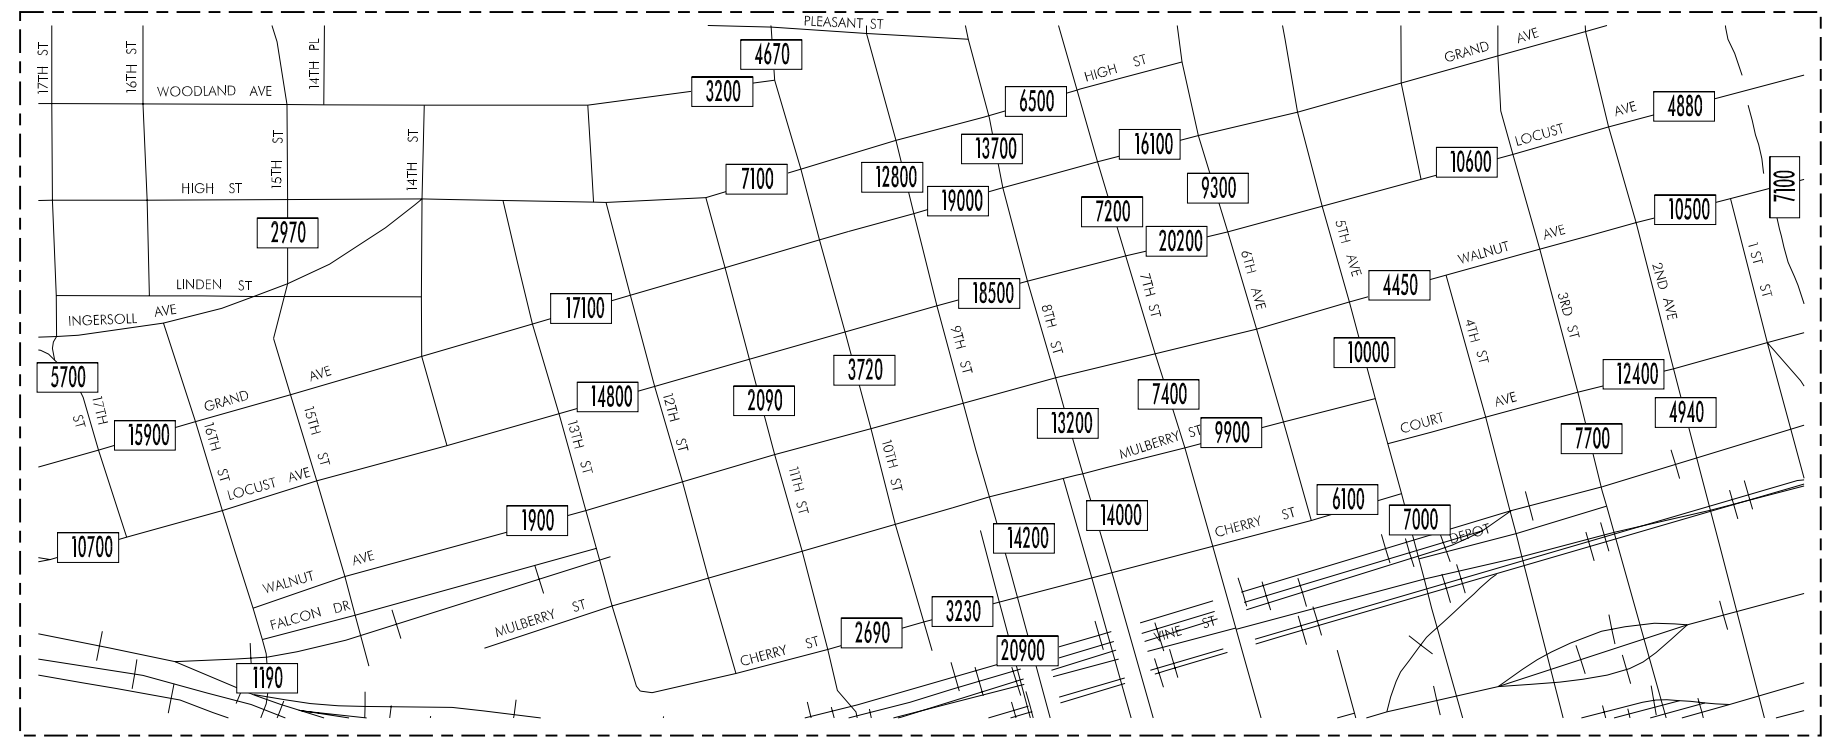 PLEASANT ST
17TH ST
16TH ST
14TH PL
4670
GRAND AVE
HIGH ST
WOODLAND AVE
3200
6500
4880
LOCUST AVE
15TH ST
14TH ST
13700
16100
10600
HIGH ST
7100
12800
19000
9300
7100
2970
7200
20200
10500
5TH AVE
WALNUT AVE
6TH AVE
1ST ST
LINDEN ST
INGERSOLL AVE
17100
18500
7TH ST
4450
2ND AVE
3RD ST
8TH ST
9TH ST
4TH ST
10000
5700
GRAND AVE
14800
3720
2090
7400
12400
17TH ST
15900
16TH ST
15TH ST
12TH ST
13TH ST
13200
MULBERRY ST
9900
COURT AVE
4940
7700
10TH ST
11TH ST
LOCUST AVE
1900
14200
14000
CHERRY ST
6100
7000
DEPOT
10700
WALNUT AVE
FALCON DR
MULBERRY ST
3230
2690
CHERRY ST
20900
VINE ST
1190